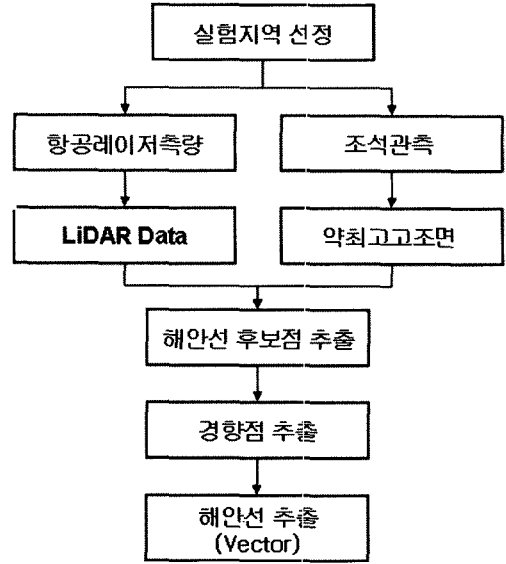 실험지역 선정
항공레이저측량
조석관측
LiDAR Data
약최고고조면
해안선 후보점 추출
경향점 추출
해안선 추출
(Vector)